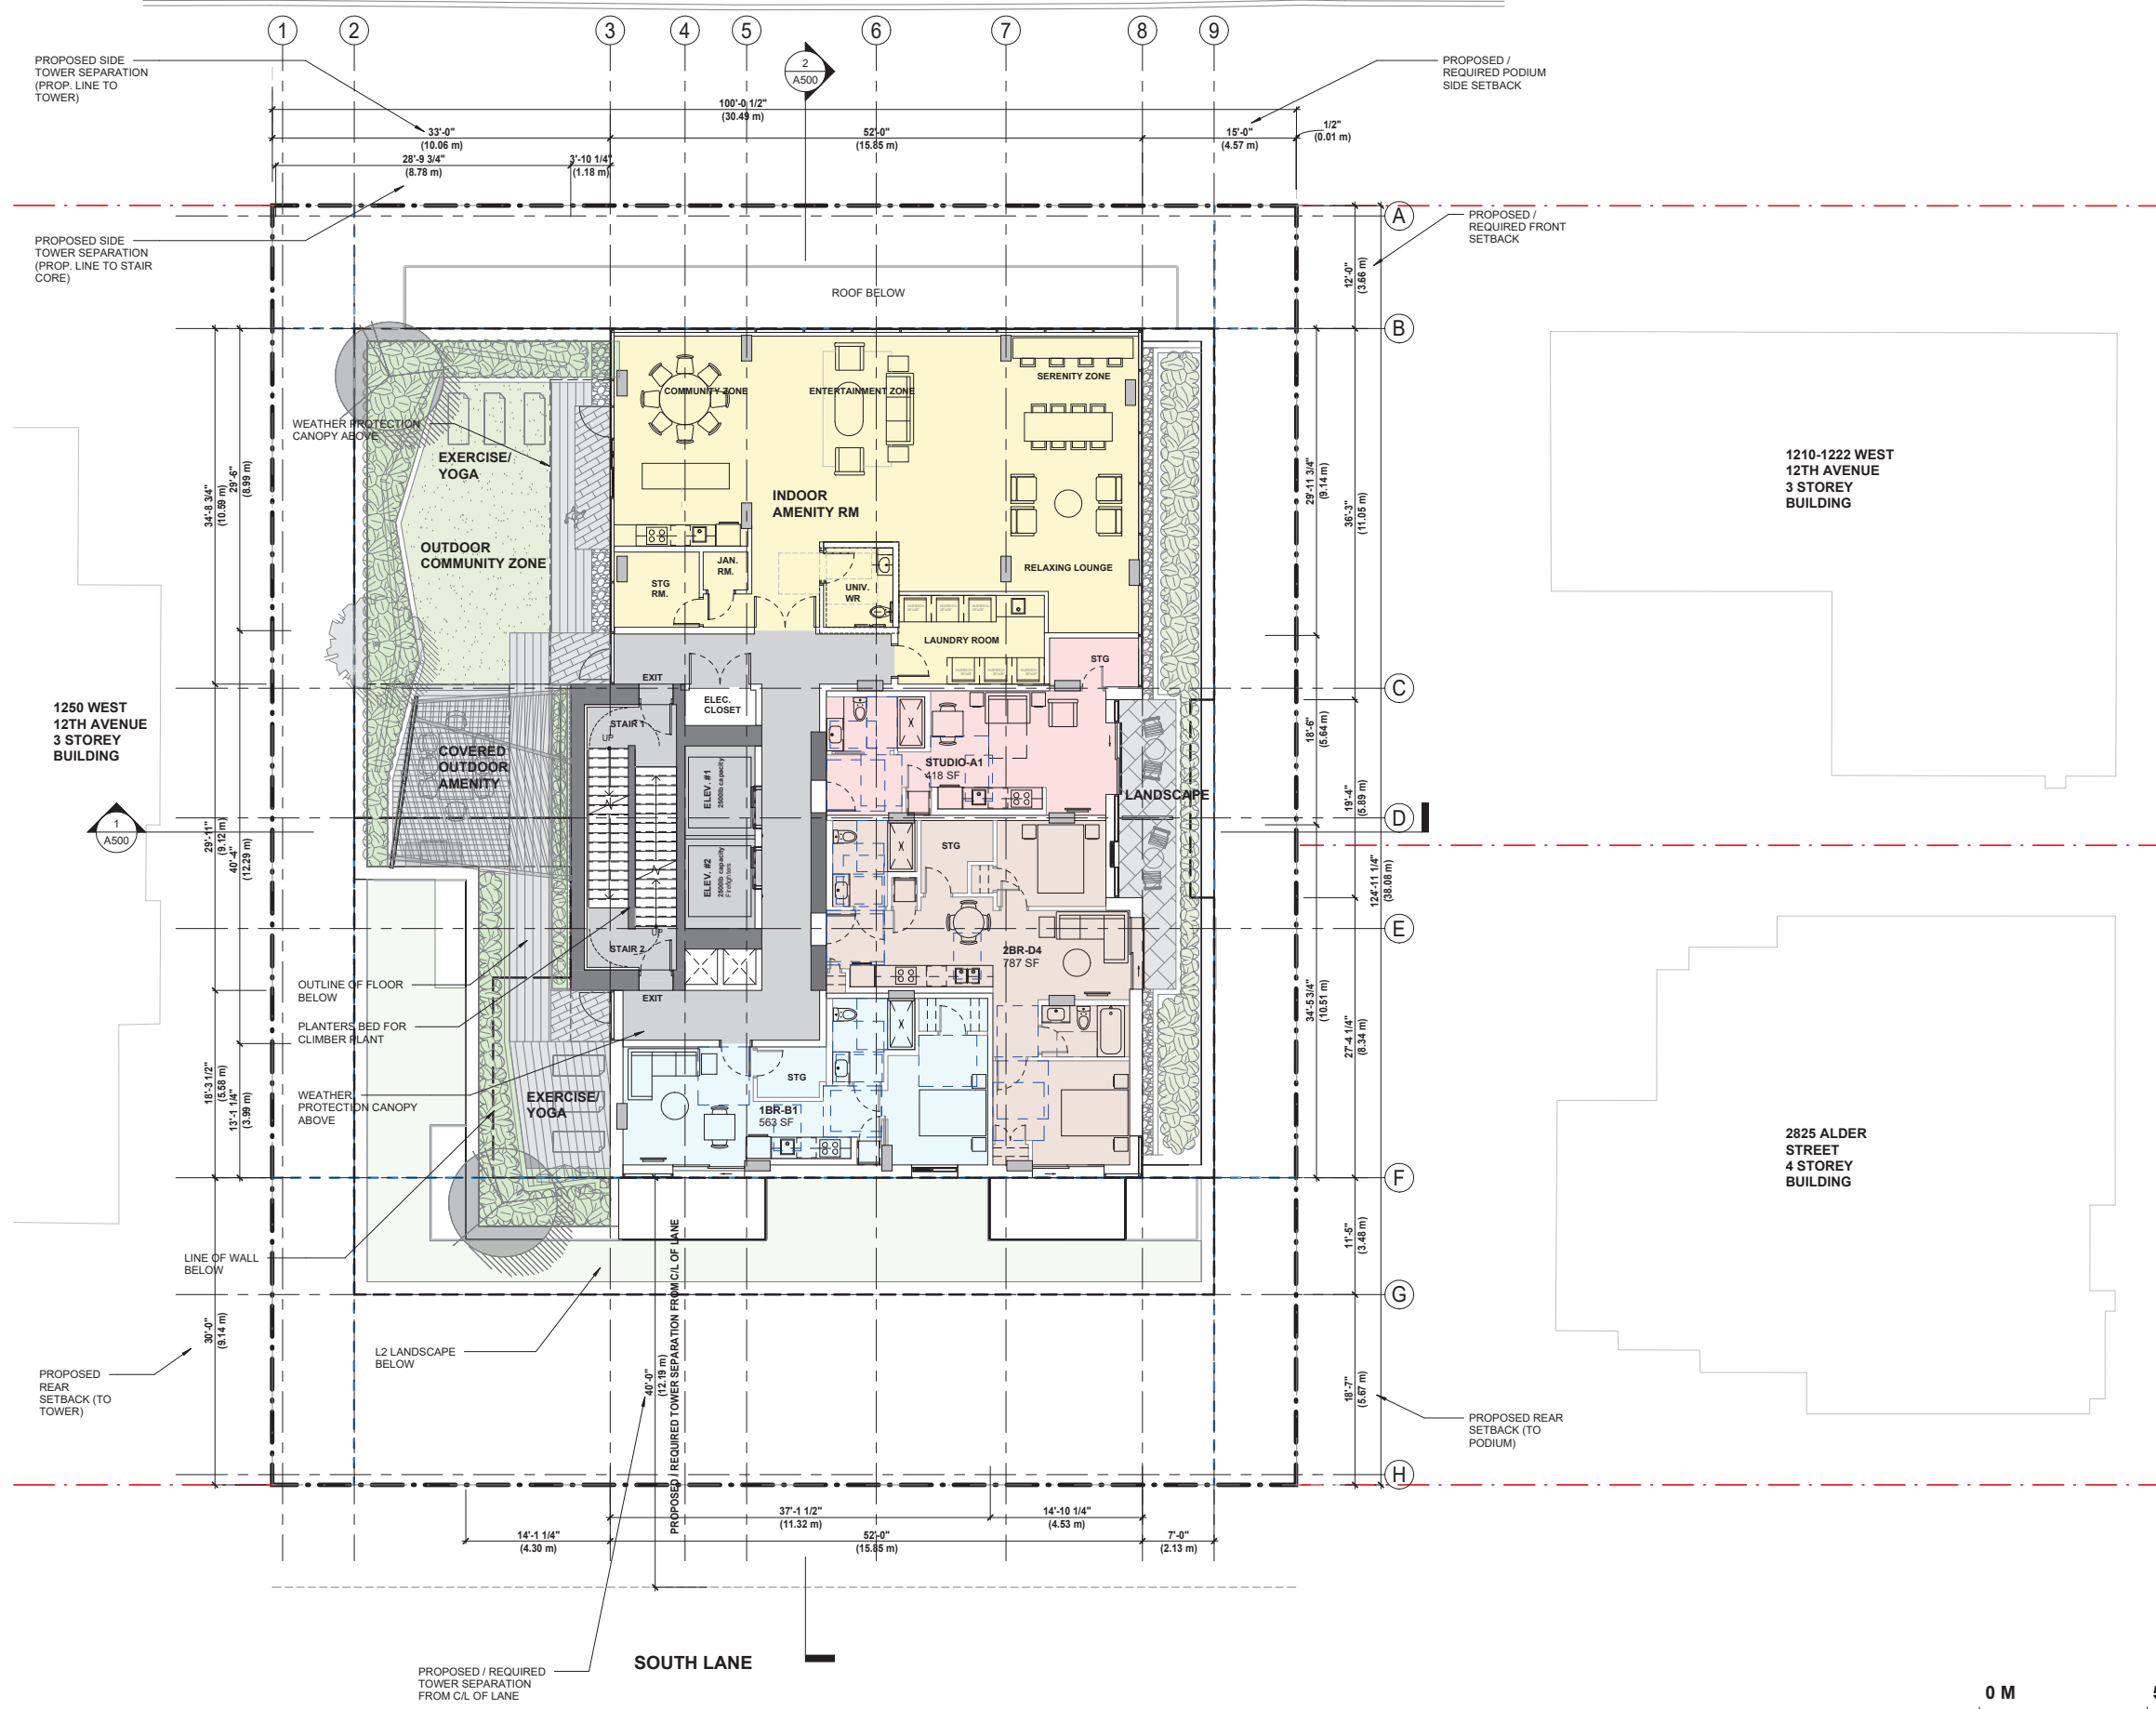 1
2
3
4
5
6
7
8
9
2
A500
PROPOSED SIDE
TOWER SEPARATION
(PROP. LINE TO
TOWER)
PROPOSED /
REQUIRED PODIUM
SIDE SETBACK
100'-0 1/2"
(30.49 m)
33'-0"
(10.06 m)
52'-0"
(15.85 m)
15'-0"
(4.57 m)
1/2"
(0.01 m)
28'-9 3/4"
(8.78 m)
3'-10 1/4"
(1.18 m)
A
PROPOSED SIDE
TOWER SEPARATION
(PROP. LINE TO STAIR
CORE)
PROPOSED /
REQUIRED FRONT
SETBACK
12'-0"
(3.66 m)
ROOF BELOW
B
COMMUNITY ZONE
ENTERTAINMENT ZONE
SERENITY ZONE
WEATHER PROTECTION
CANOPY ABOVE
EXERCISE/
YOGA
INDOOR
AMENITY RM
OUTDOOR
COMMUNITY ZONE
34'-8 3/4"
(10.59 m)
29'-6"
(8.99 m)
29'-11 3/4"
(9.14 m)
36'-3"
(11.05 m)
1210-1222 WEST
12TH AVENUE
3 STOREY
BUILDING
JAN.
RM.
STG
RM.
UNIV.
WR
RELAXING LOUNGE
LAUNDRY ROOM
STG
EXIT
ELEC.
CLOSET
C
1250 WEST
12TH AVENUE
3 STOREY
BUILDING
STAIR 1
UP
COVERED
OUTDOOR
AMENITY
ELEV. #1
2500lb capacity
STUDIO-A1
418 SF
LANDSCAPE
18'-6"
(5.64 m)
19'-4"
(5.89 m)
D
1
A500
29'-11"
(9.12 m)
40'-4"
(12.29 m)
ELEV. #2
2500lb capacity
Firefighters
STG
124'-11 1/4"
(38.08 m)
E
UP
STAIR 2
2BR-D4
787 SF
OUTLINE OF FLOOR
BELOW
EXIT
34'-5 3/4"
(10.51 m)
27'-4 1/4"
(8.34 m)
PLANTERS BED FOR
CLIMBER PLANT
18'-3 1/2"
(5.58 m)
13'-1 1/4"
(3.99 m)
WEATHER
PROTECTION CANOPY
ABOVE
EXERCISE/
YOGA
STG
1BR-B1
563 SF
2825 ALDER
STREET
4 STOREY
BUILDING
F
LINE OF WALL
BELOW
11'-5"
(3.48 m)
G
30'-0"
(9.14 m)
L2 LANDSCAPE
BELOW
40'-0"
(12.19 m)
PROPOSED / REQUIRED TOWER SEPARATION FROM C/L OF LANE
PROPOSED
REAR
SETBACK (TO
TOWER)
18'-7"
(5.67 m)
PROPOSED REAR
SETBACK (TO
PODIUM)
H
37'-1 1/2"
(11.32 m)
14'-10 1/4"
(4.53 m)
14'-1 1/4"
(4.30 m)
52'-0"
(15.85 m)
7'-0"
(2.13 m)
SOUTH LANE
PROPOSED / REQUIRED
TOWER SEPARATION
FROM C/L OF LANE
0 M